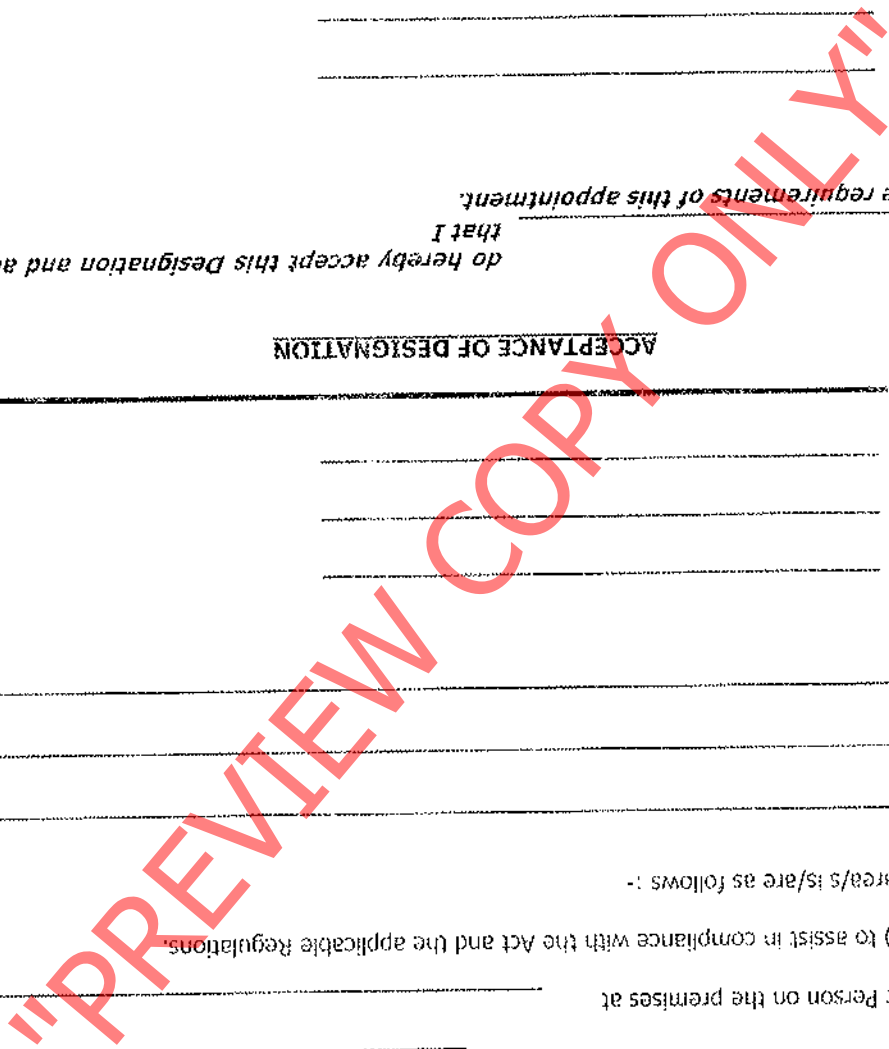 Person on the premises at
) to assist in compliance with the Act and the applicable Regulations.
area/s is/are as follows :-
ACCEPTANCE OF DESIGNATION
do hereby accept this Designation and
that I
requirements of this appointment.
"PREVIEW COPY ONLY"